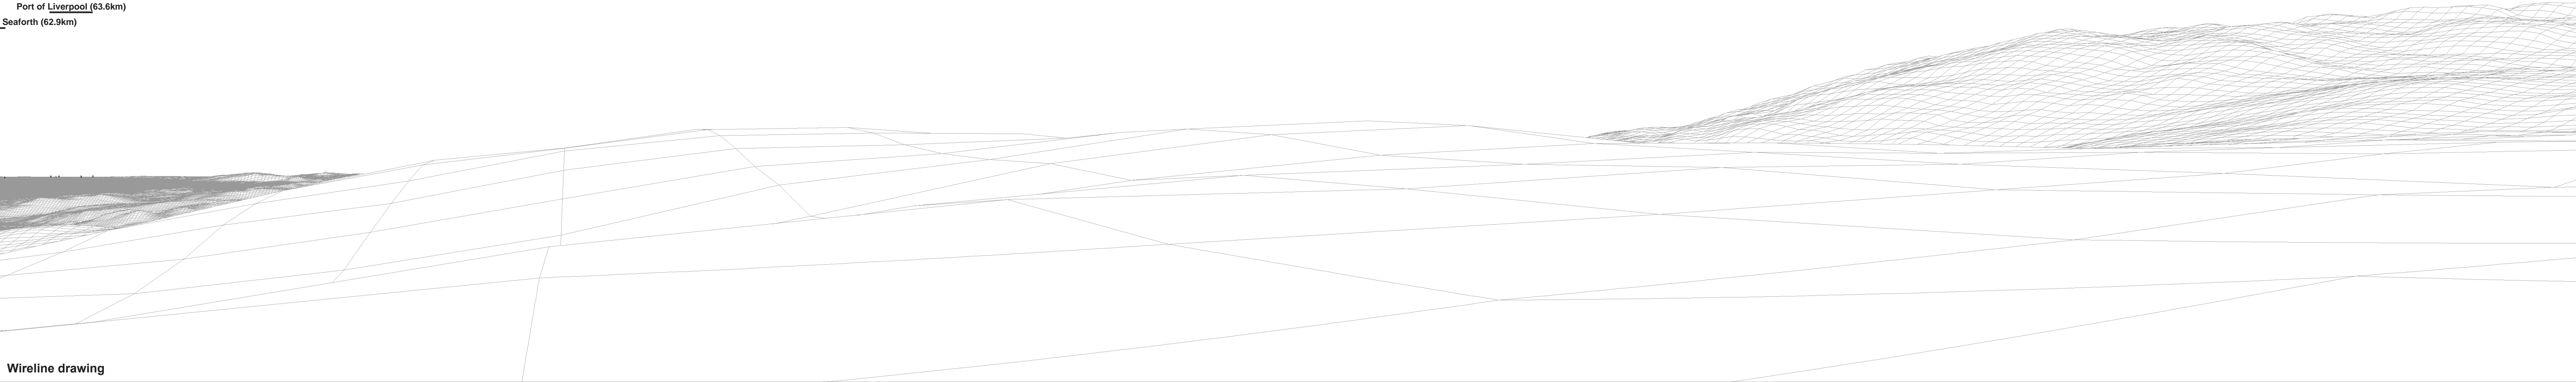 Port of Liverpool (63.6km)
Seaforth (62.9km)
Wireline drawing